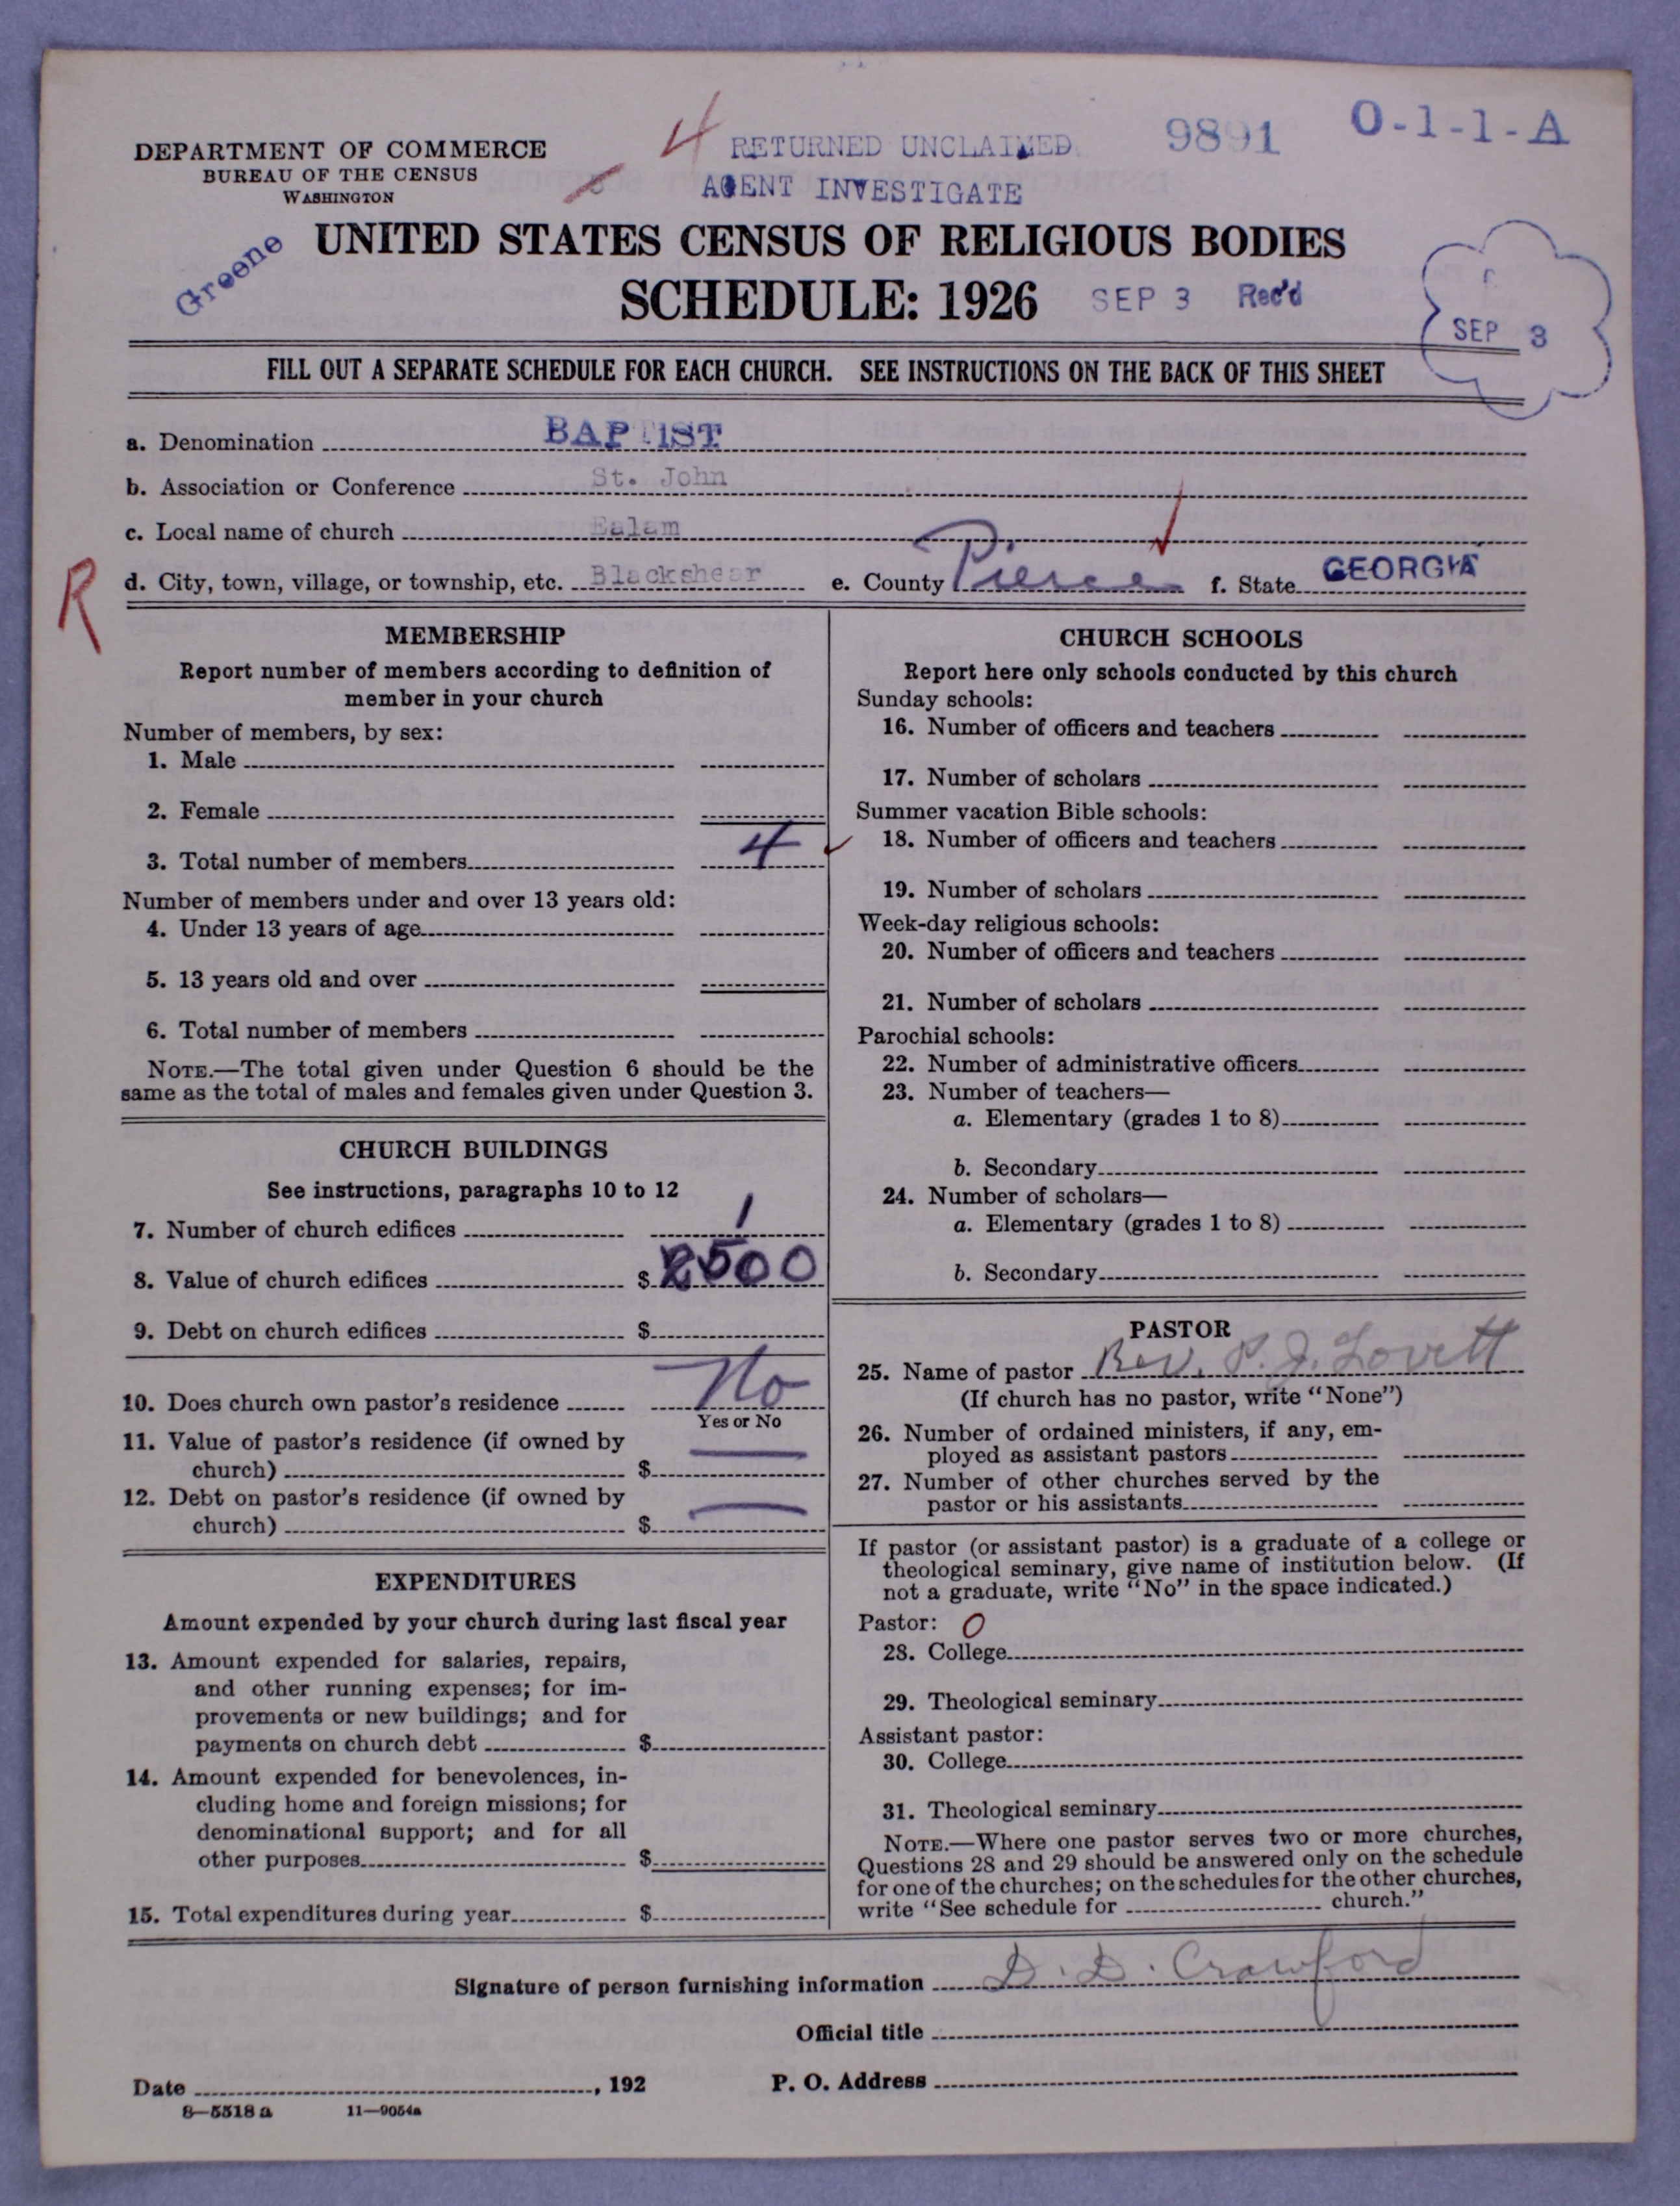 4 RETURNED UNCLAIMED 9891 O-1-1-A
DEPARTMENT OF COMMERCE
BUREAU OF THE CENSUS
WASHINGTON
AGENT INVESTIGATE
Greene
UNITED STATES CENSUS OF RELIGIOUS BODIES
SCHEDULE: 1926 SEP 3 Rec'd
SEP 3
FILL OUT A SEPARATE SCHEDULE FOR EACH CHURCH. SEE INSTRUCTIONS ON THE BACK OF THIS SHEET
a. Denomination BAPTIST
b. Association or Conference St. John
c. Local name of church Ealam
R
d. City, town, village, or township, etc. Blackshear e. County Pierce f. State GEORGIA
MEMBERSHIP
Report number of members according to definition of
member in your church
Number of members, by sex:
1. Male
2. Female
3. Total number of members 4
Number of members under and over 13 years old:
4. Under 13 years of age
5. 13 years old and over
6. Total number of members
NOTE.—The total given under Question 6 should be the
same as the total of males and females given under Question 3.
CHURCH BUILDINGS
See instructions, paragraphs 10 to 12
7. Number of church edifices 1
8. Value of church edifices $ 2500
9. Debt on church edifices $
10. Does church own pastor's residence No
Yes or No
11. Value of pastor's residence (if owned by
church) $
12. Debt on pastor's residence (if owned by
church) $
EXPENDITURES
Amount expended by your church during last fiscal year
13. Amount expended for salaries, repairs,
and other running expenses; for im-
provements or new buildings; and for
payments on church debt $
14. Amount expended for benevolences, in-
cluding home and foreign missions; for
denominational support; and for all
other purposes $
15. Total expenditures during year $
CHURCH SCHOOLS
Report here only schools conducted by this church
Sunday schools:
16. Number of officers and teachers
17. Number of scholars
Summer vacation Bible schools:
18. Number of officers and teachers
19. Number of scholars
Week-day religious schools:
20. Number of officers and teachers
21. Number of scholars
Parochial schools:
22. Number of administrative officers
23. Number of teachers—
a. Elementary (grades 1 to 8)
b. Secondary
24. Number of scholars—
a. Elementary (grades 1 to 8)
b. Secondary
PASTOR
25. Name of pastor Rev. P. J. Lovett
(If church has no pastor, write "None")
26. Number of ordained ministers, if any, em-
ployed as assistant pastors
27. Number of other churches served by the
pastor or his assistants
If pastor (or assistant pastor) is a graduate of a college or
theological seminary, give name of institution below. (If
not a graduate, write "No" in the space indicated.)
Pastor: 0
28. College
29. Theological seminary
Assistant pastor:
30. College
31. Theological seminary
NOTE.—Where one pastor serves two or more churches,
Questions 28 and 29 should be answered only on the schedule
for one of the churches; on the schedules for the other churches,
write "See schedule for church."
Signature of person furnishing information D. D. Crawford
Official title
Date , 192 P. O. Address
8—5518 a 11—9054a